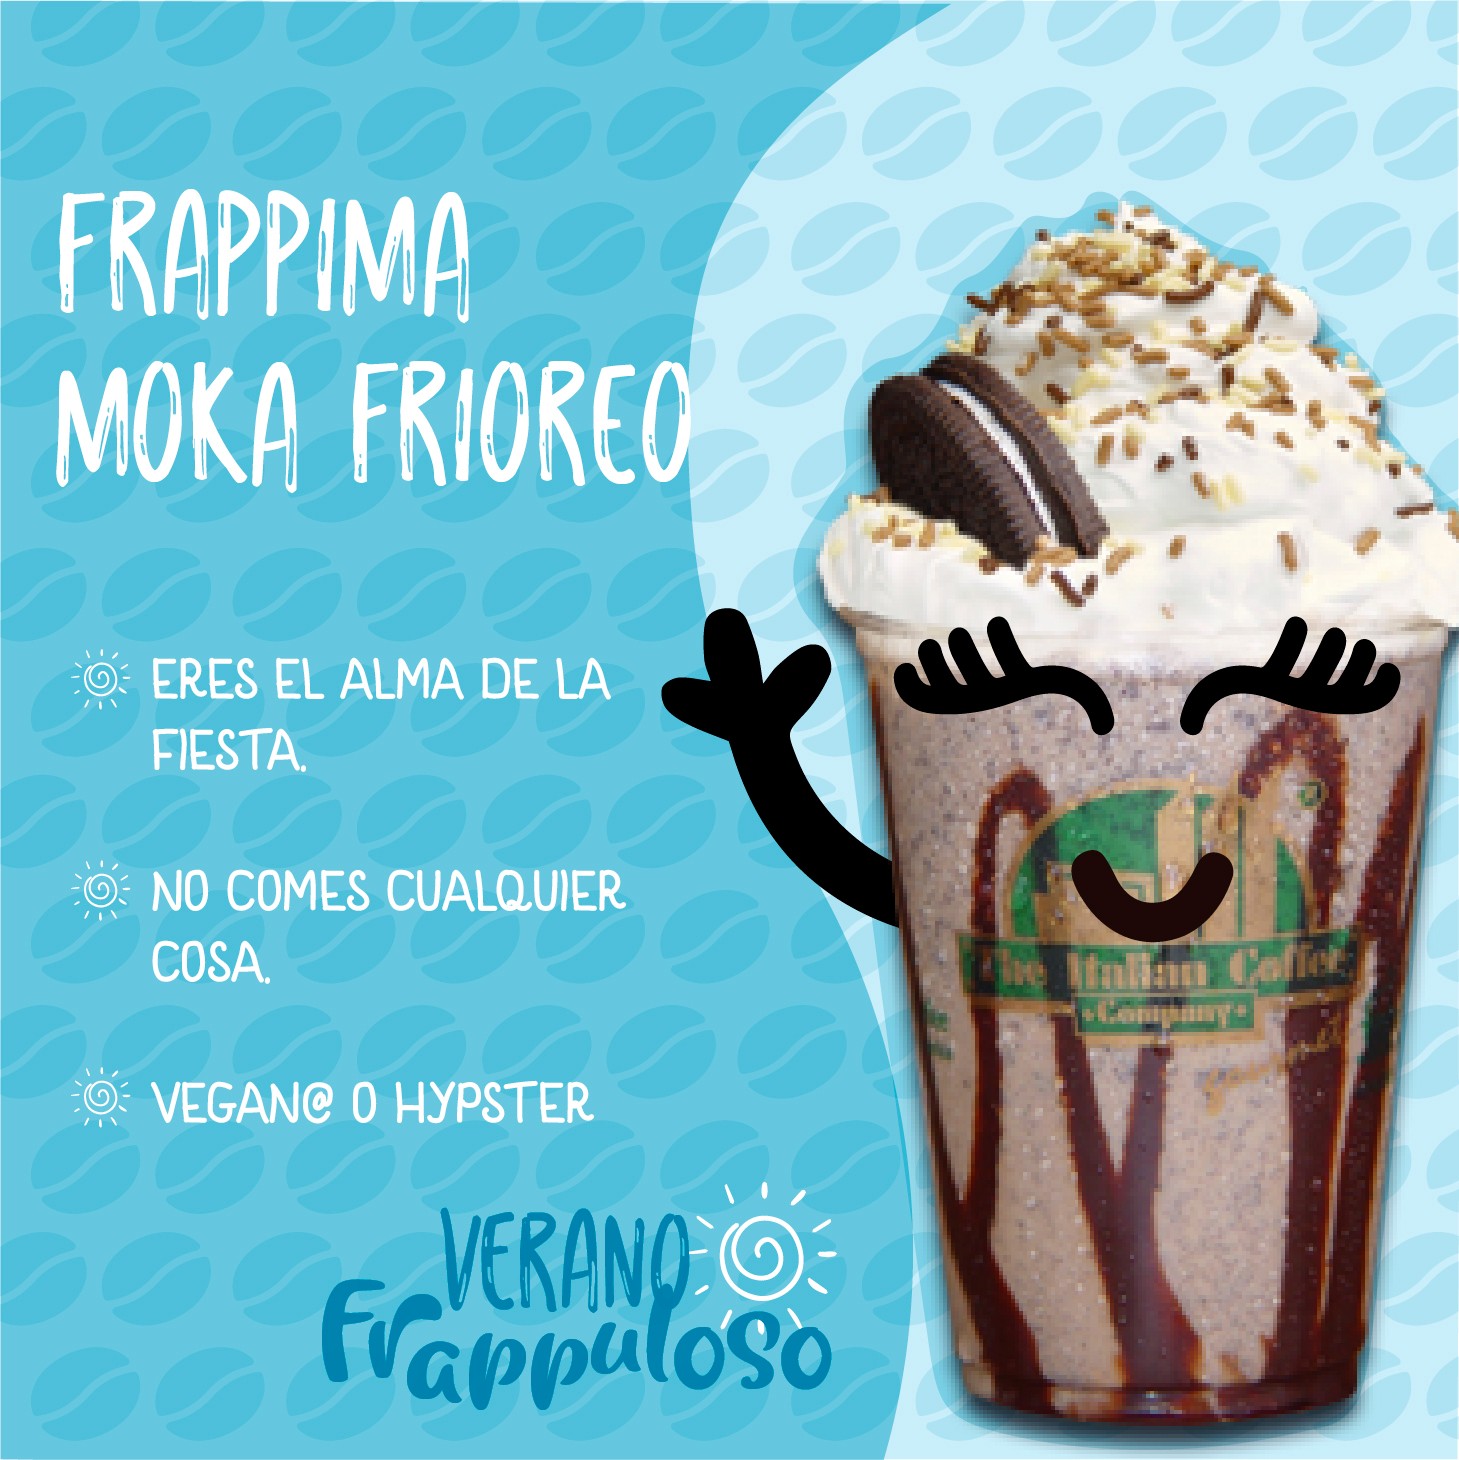 FRAPPIMA
MOKA FRIOREO
ERES EL ALMA DE LA
FIESTA.
NO COMES CUALQUIER
COSA.
VEGAN@ O HYPSTER
VERANO
Frappuloso
The Italian Coffee
Company
gourmet